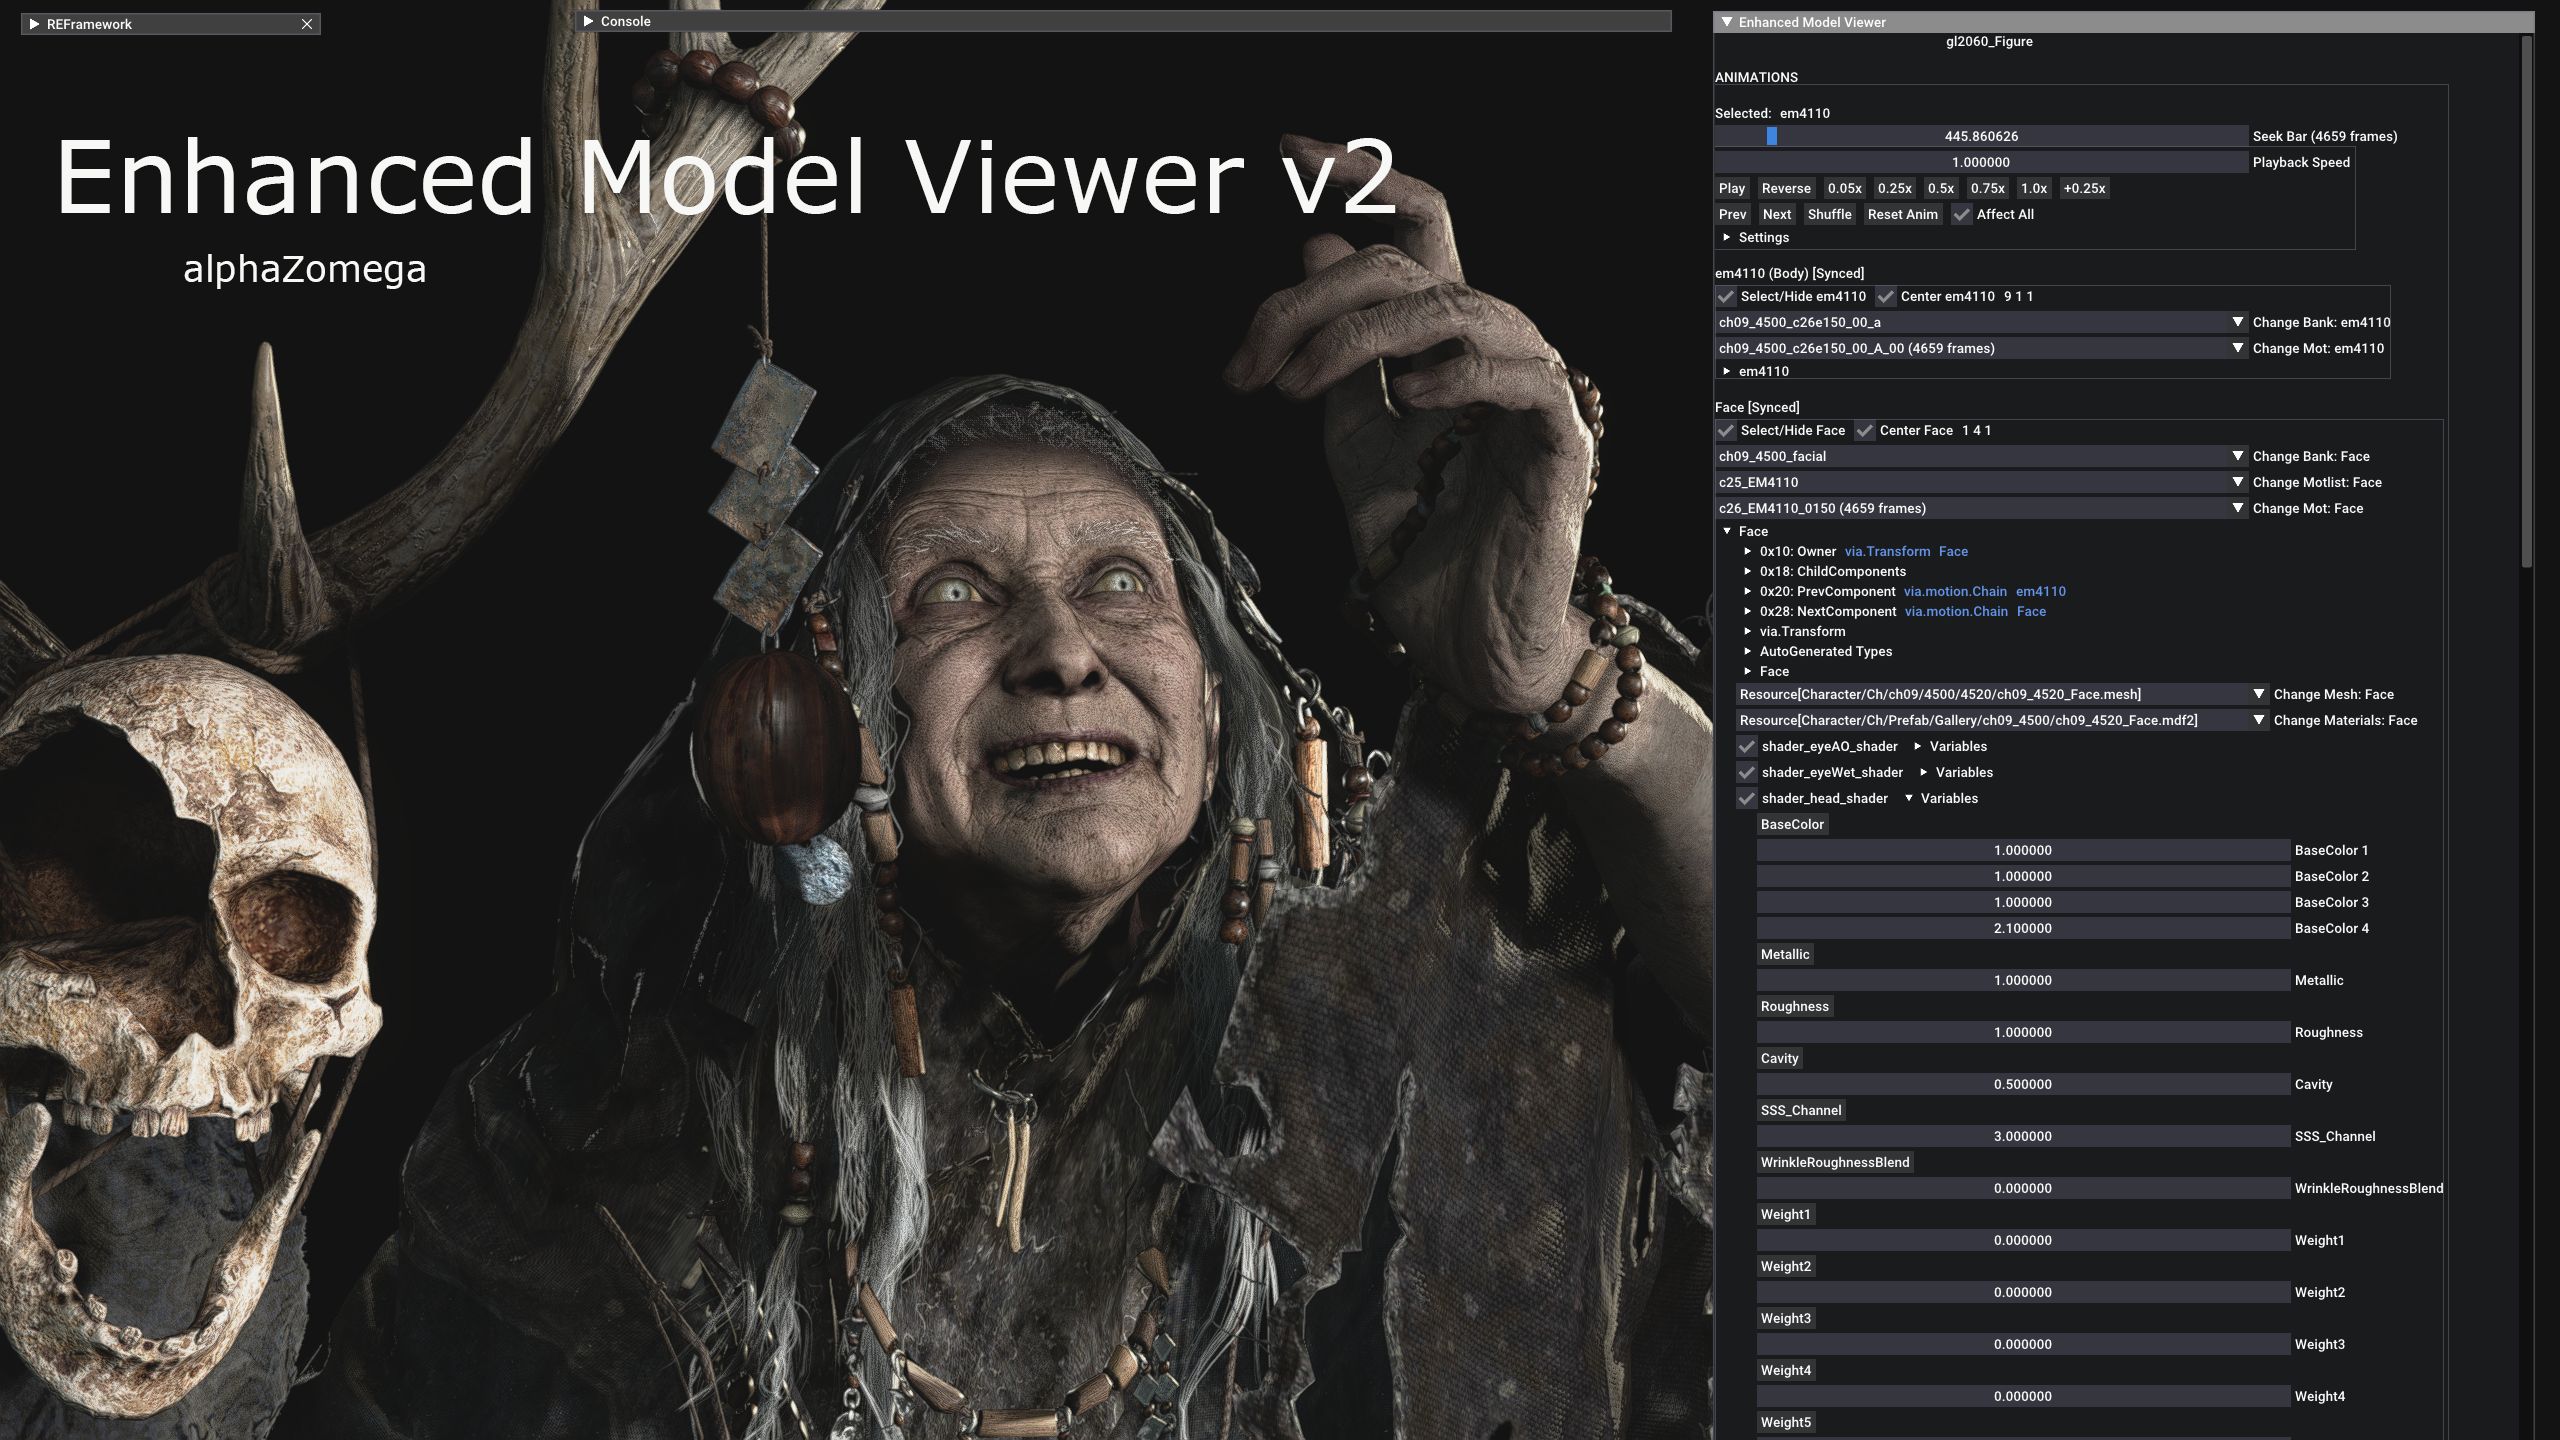 REFramework
Console
Enhanced Model Viewer v2
alphaZomega
Enhanced Model Viewer
gl2060_Figure
ANIMATIONS
Selected: em4110
445.860626 Seek Bar (4659 frames)
1.000000 Playback Speed
Play Reverse 0.05x 0.25x 0.5x 0.75x 1.0x +0.25x
Prev Next Shuffle Reset Anim Affect All
Settings
em4110 (Body) [Synced]
Select/Hide em4110 Center em4110 9 1 1
ch09_4500_c26e150_00_a Change Bank: em4110
ch09_4500_c26e150_00_A_00 (4659 frames) Change Mot: em4110
em4110
Face [Synced]
Select/Hide Face Center Face 1 4 1
ch09_4500_facial Change Bank: Face
c25_EM4110 Change Motlist: Face
c26_EM4110_0150 (4659 frames) Change Mot: Face
Face
0x10: Owner via.Transform Face
0x18: ChildComponents
0x20: PrevComponent via.motion.Chain em4110
0x28: NextComponent via.motion.Chain Face
via.Transform
AutoGenerated Types
Face
Resource[Character/Ch/ch09/4500/4520/ch09_4520_Face.mesh] Change Mesh: Face
Resource[Character/Ch/Prefab/Gallery/ch09_4500/ch09_4520_Face.mdf2] Change Materials: Face
shader_eyeAO_shader Variables
shader_eyeWet_shader Variables
shader_head_shader Variables
BaseColor
1.000000 BaseColor 1
1.000000 BaseColor 2
1.000000 BaseColor 3
2.100000 BaseColor 4
Metallic
1.000000 Metallic
Roughness
1.000000 Roughness
Cavity
0.500000 Cavity
SSS_Channel
3.000000 SSS_Channel
WrinkleRoughnessBlend
0.000000 WrinkleRoughnessBlend
Weight1
0.000000 Weight1
Weight2
0.000000 Weight2
Weight3
0.000000 Weight3
Weight4
0.000000 Weight4
Weight5